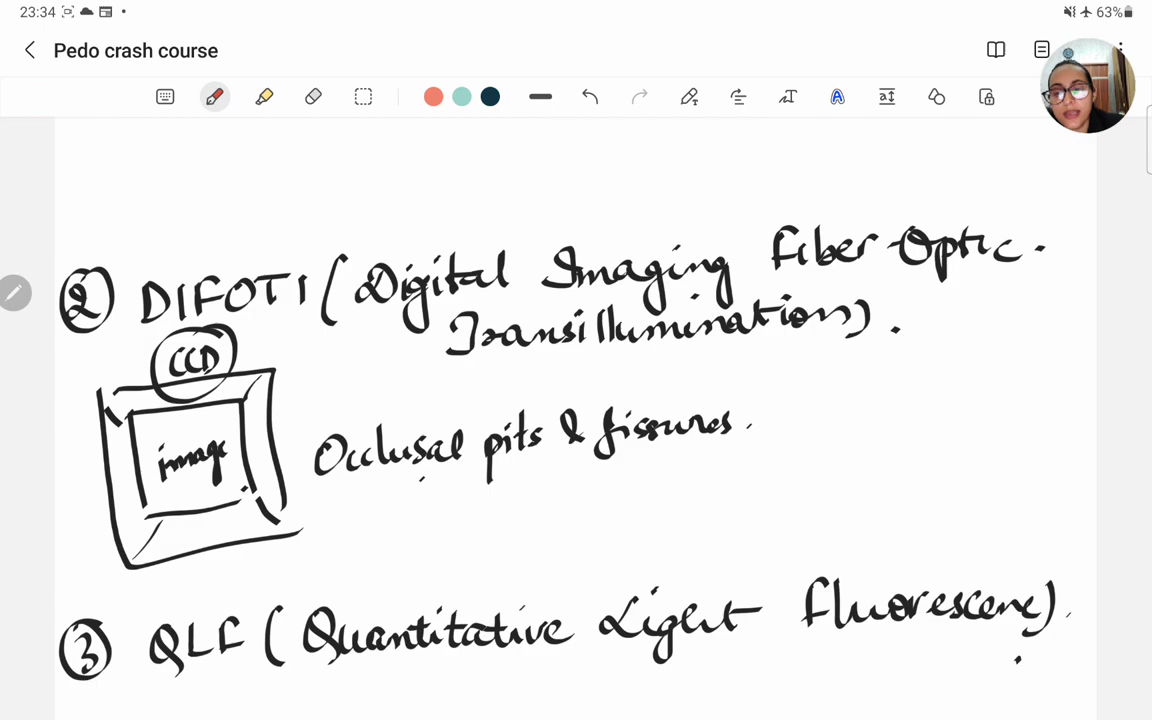 23:34
63%
Pedo crash course
② DIFOTI (Digital Imaging Fiber-Optic.
Transillumination).
CCD
image
Occlusal pits & fissures.
③ QLF (Quantitative Light Fluorescene).